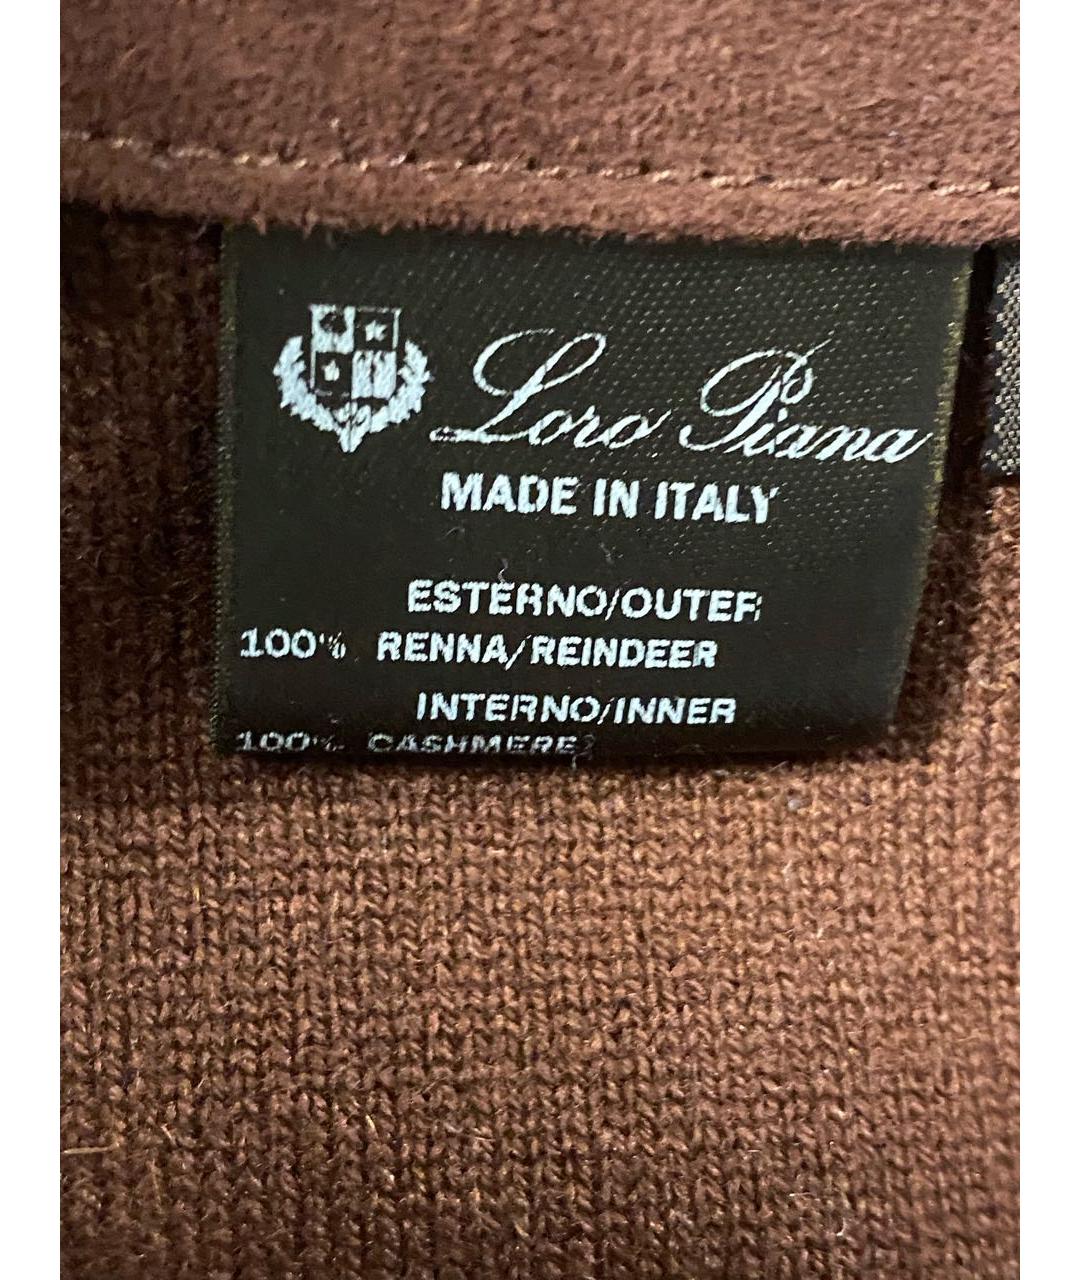 Loro Piana
MADE IN ITALY
ESTERNO/OUTER
100% RENNA/REINDEER
INTERNO/INNER
100% CASHMERE